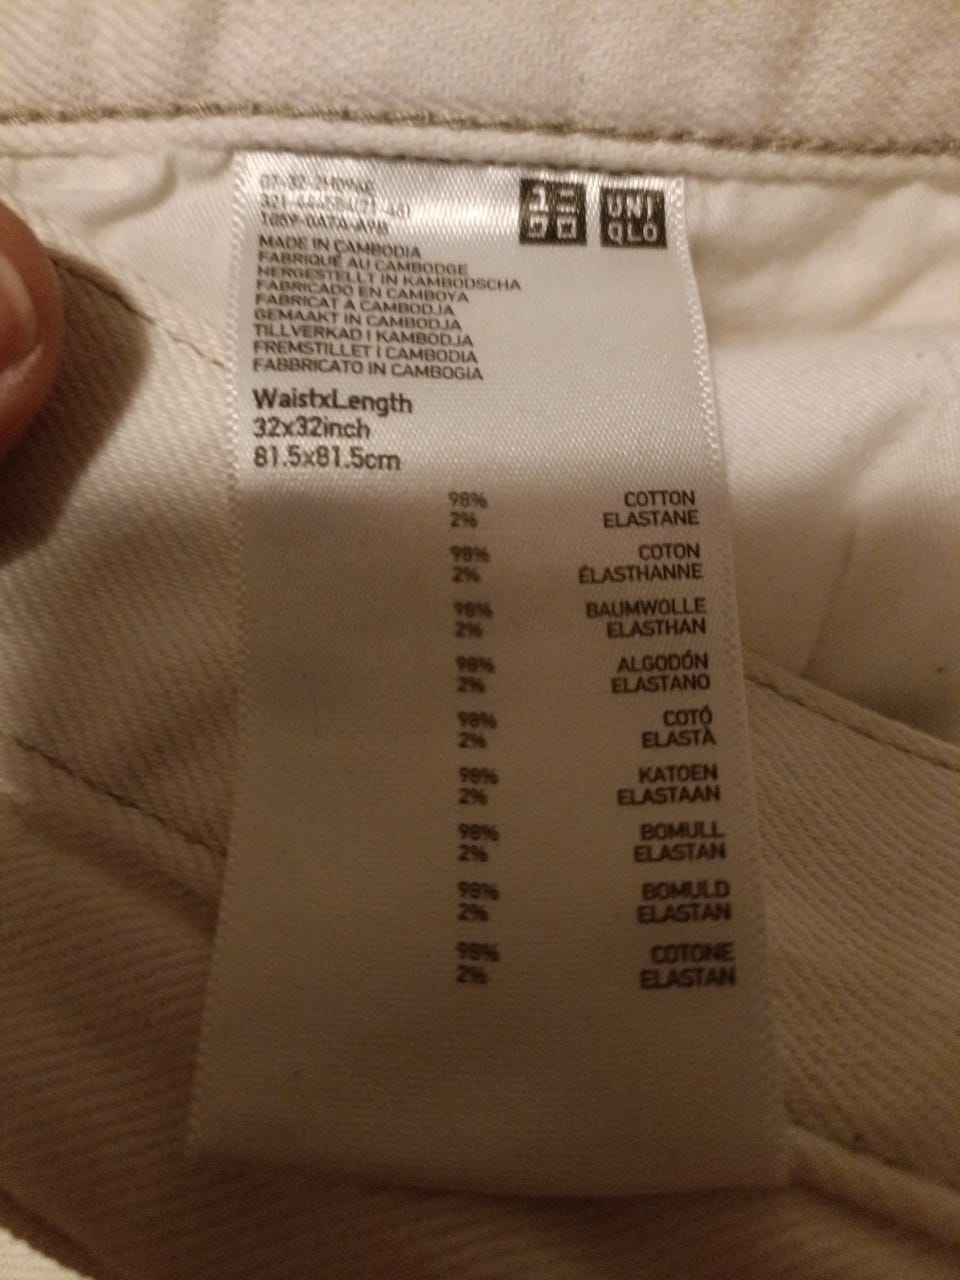 UNI
QLO
MADE IN CAMBODIA
FABRIQUÉ AU CAMBODGE
HERGESTELLT IN KAMBODSCHA
FABRICADO EN CAMBOYA
FABRICAT A CAMBODJA
GEMAAKT IN CAMBODJA
TILLVERKAD I KAMBODJA
FREMSTILLET I CAMBODIA
FABBRICATO IN CAMBOGIA
WaistxLength
32x32inch
81.5x81.5cm
98% COTTON
2% ELASTANE
98% COTON
2% ÉLASTHANNE
98% BAUMWOLLE
2% ELASTHAN
98% ALGODÓN
2% ELASTANO
98% COTÓ
2% ELASTÀ
98% KATOEN
2% ELASTAAN
98% BOMULL
2% ELASTAN
98% BOMULD
2% ELASTAN
98% COTONE
2% ELASTAN